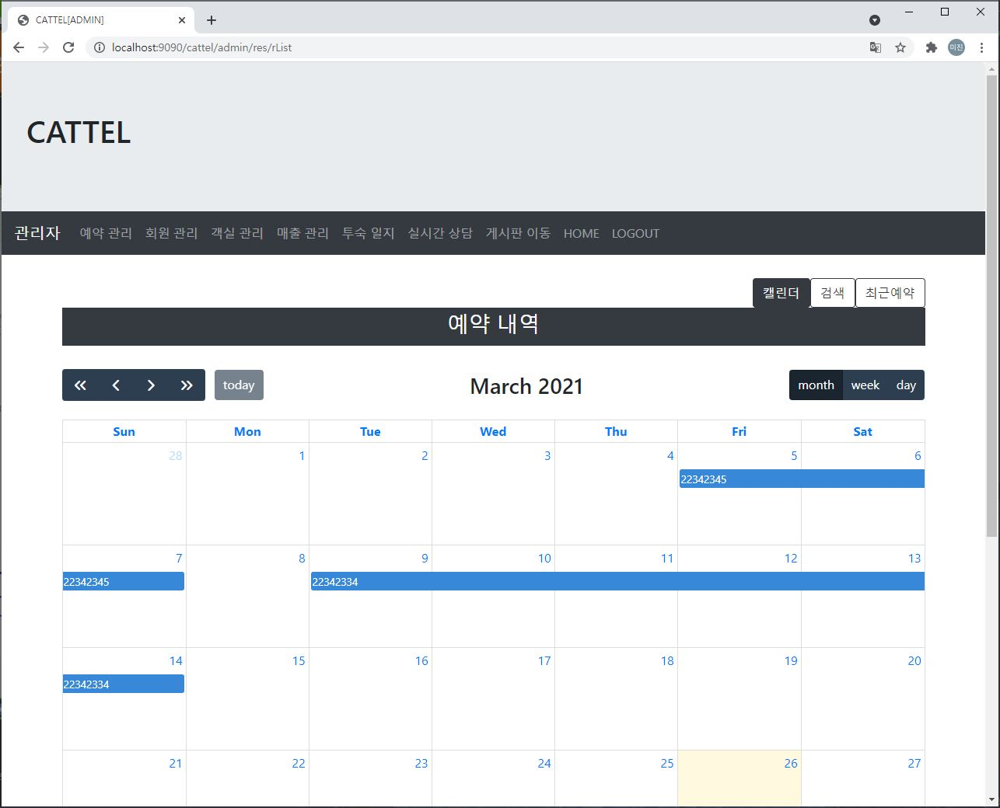 CATTEL[ADMIN]
localhost:9090/cattel/admin/res/rList
미진
CATTEL
관리자 예약 관리 회원 관리 객실 관리 매출 관리 투숙 일지 실시간 상담 게시판 이동 HOME LOGOUT
캘린더 검색 최근예약
예약 내역
today March 2021 month week day
Sun Mon Tue Wed Thu Fri Sat
28 1 2 3 4 5 6
22342345
7 8 9 10 11 12 13
22342345 22342334
14 15 16 17 18 19 20
22342334
21 22 23 24 25 26 27